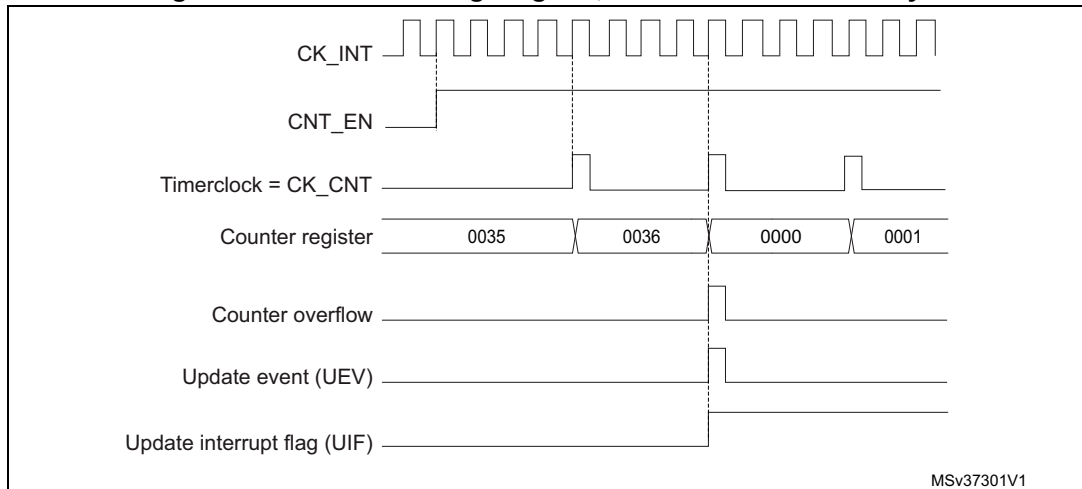 CK_INT
CNT_EN
Timerclock = CK_CNT
Counter register 0035 0036 0000 0001
Counter overflow
Update event (UEV)
Update interrupt flag (UIF)
MSv37301V1